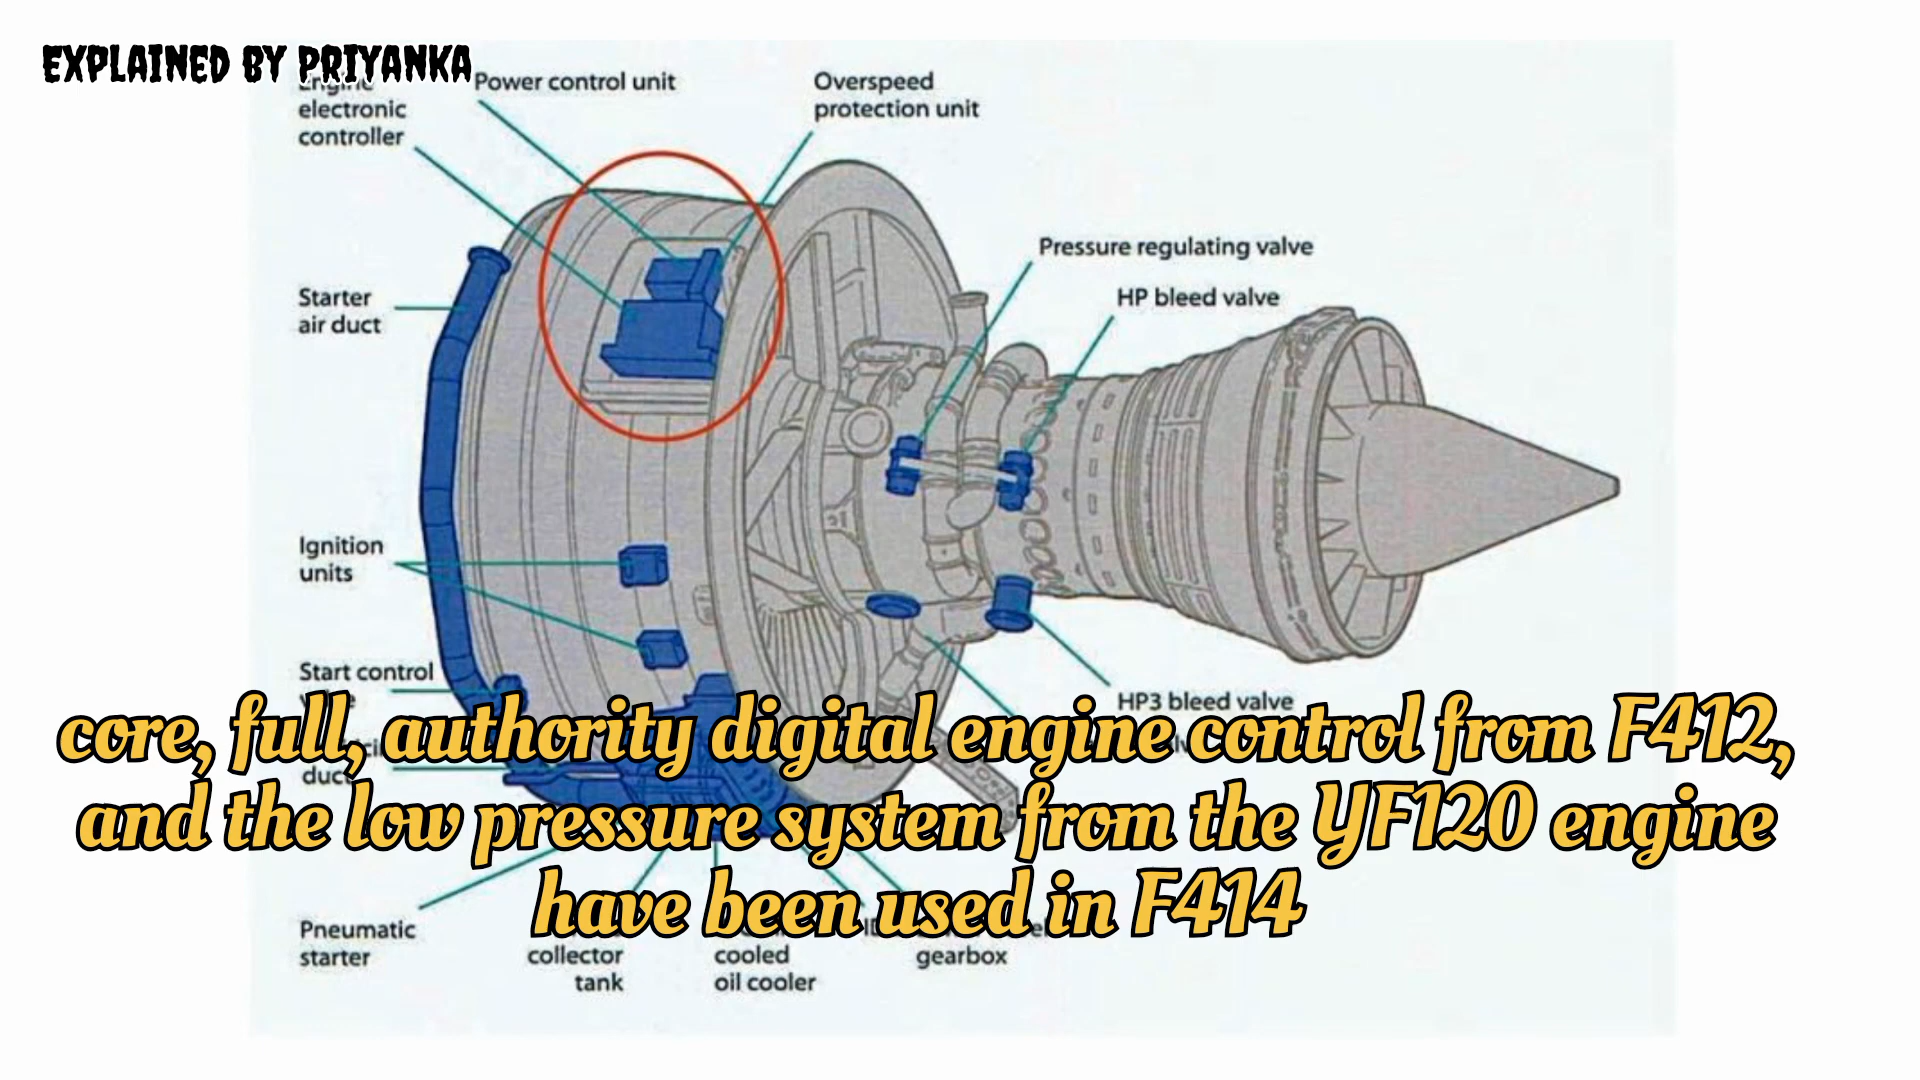 EXPLAINED BY PRIYANKA
Engine
electronic
controller
Power control unit
Overspeed
protection unit
Pressure regulating valve
HP bleed valve
Starter
air duct
Ignition
units
Start control
HP3 bleed valve
duct
core, full, authority digital engine control from F412,
and the low pressure system from the YF120 engine
have been used in F414
Pneumatic
starter
collector
tank
cooled
oil cooler
gearbox